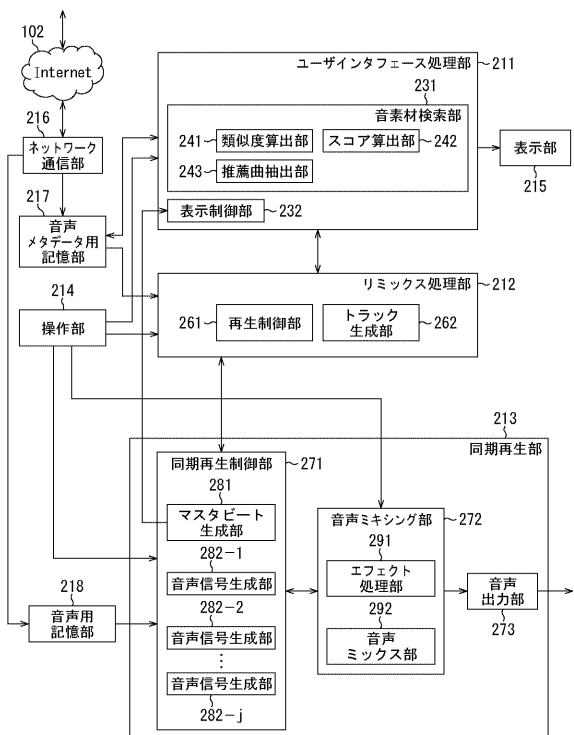 102
Internet
216
ネットワーク
通信部
217
音声
メタデータ用
記憶部
214
操作部
218
音声用
記憶部
ユーザインタフェース処理部
211
231
音素材検索部
241
類似度算出部
スコア算出部
242
243
推薦曲抽出部
表示制御部
232
表示部
215
リミックス処理部
212
261
再生制御部
トラック
生成部
262
213
同期再生部
同期再生制御部
271
281
マスタビート
生成部
282-1
音声信号生成部
282-2
音声信号生成部
⋮
音声信号生成部
282-j
音声ミキシング部
272
291
エフェクト
処理部
292
音声
ミックス部
音声
出力部
273